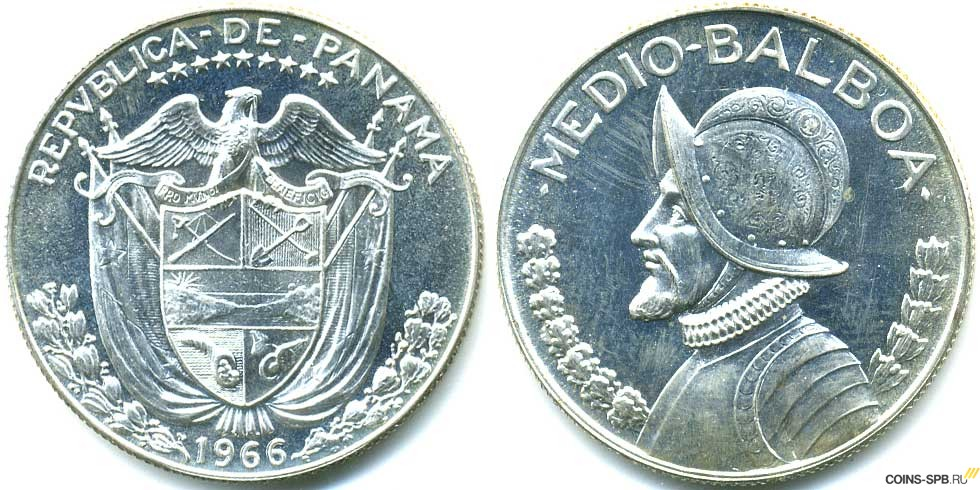 REPVBLICA-DE-PANAMA
PRO MUNDI BENEFICIO
1966
·MEDIO-BALBOA·
COINS-SPB.RU